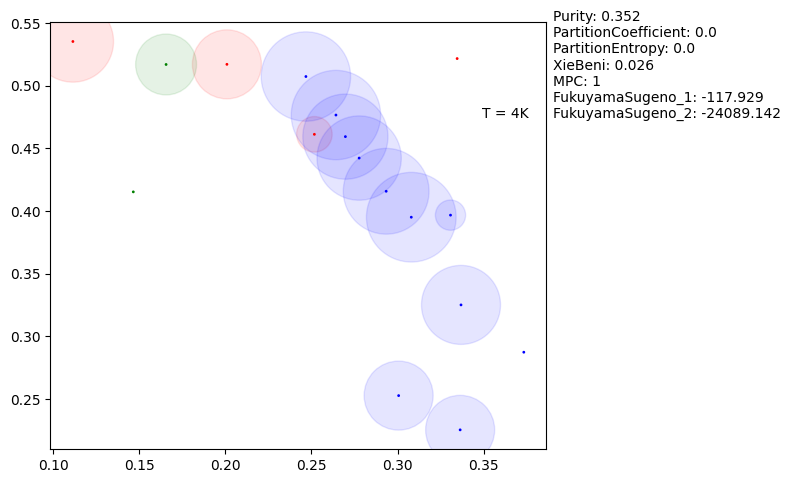 0.55
0.50
0.45
0.40
0.35
0.30
0.25
0.10
0.15
0.20
0.25
0.30
0.35
T = 4K
Purity: 0.352
PartitionCoefficient: 0.0
PartitionEntropy: 0.0
XieBeni: 0.026
MPC: 1
FukuyamaSugeno_1: -117.929
FukuyamaSugeno_2: -24089.142